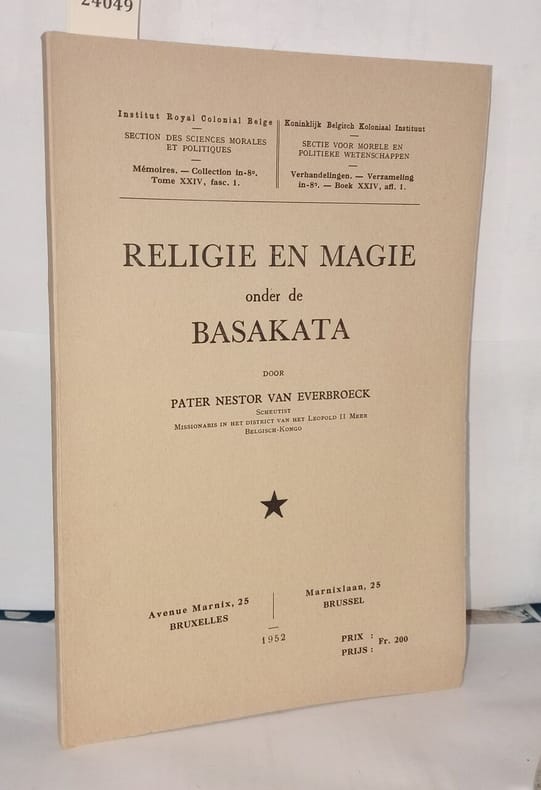 24049
Institut Royal Colonial Belge
SECTION DES SCIENCES MORALES
ET POLITIQUES
Mémoires. — Collection in-8º.
Tome XXIV, fasc. 1.
Koninklijk Belgisch Koloniaal Instituut
SECTIE VOOR MORELE EN
POLITIEKE WETENSCHAPPEN
Verhandelingen. — Verzameling
in-8º. — Boek XXIV, afl. 1.
RELIGIE EN MAGIE
onder de
BASAKATA
DOOR
PATER NESTOR VAN EVERBROECK
SCHEUTIST
MISSIONARIS IN HET DISTRICT VAN HET LEOPOLD II MEER
BELGISCH-KONGO
Avenue Marnix, 25
BRUXELLES
Marnixlaan, 25
BRUSSEL
1952
PRIX :
PRIJS :
Fr. 200